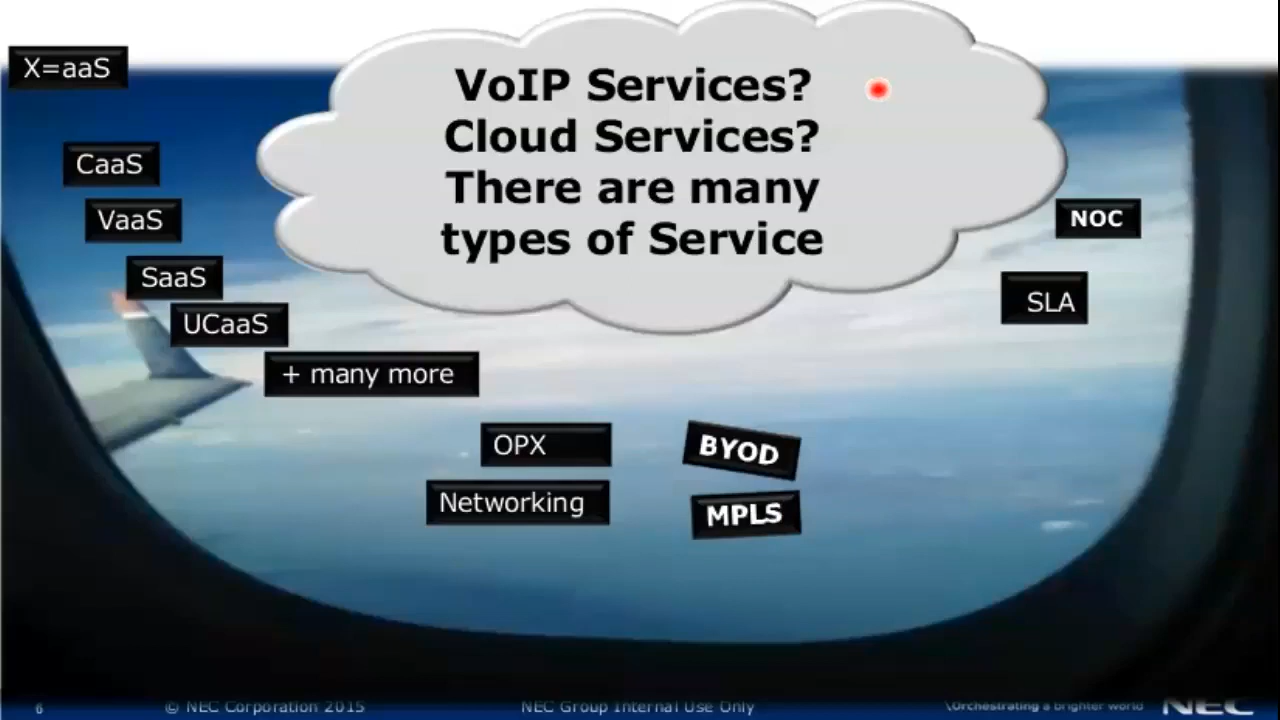 X=aaS
VoIP Services?
Cloud Services?
There are many
types of Service
CaaS
VaaS
SaaS
UCaaS
+ many more
NOC
SLA
OPX
BYOD
Networking
MPLS
6
© NEC Corporation 2015
NEC Group Internal Use Only
\Orchestrating a brighter world
NEC